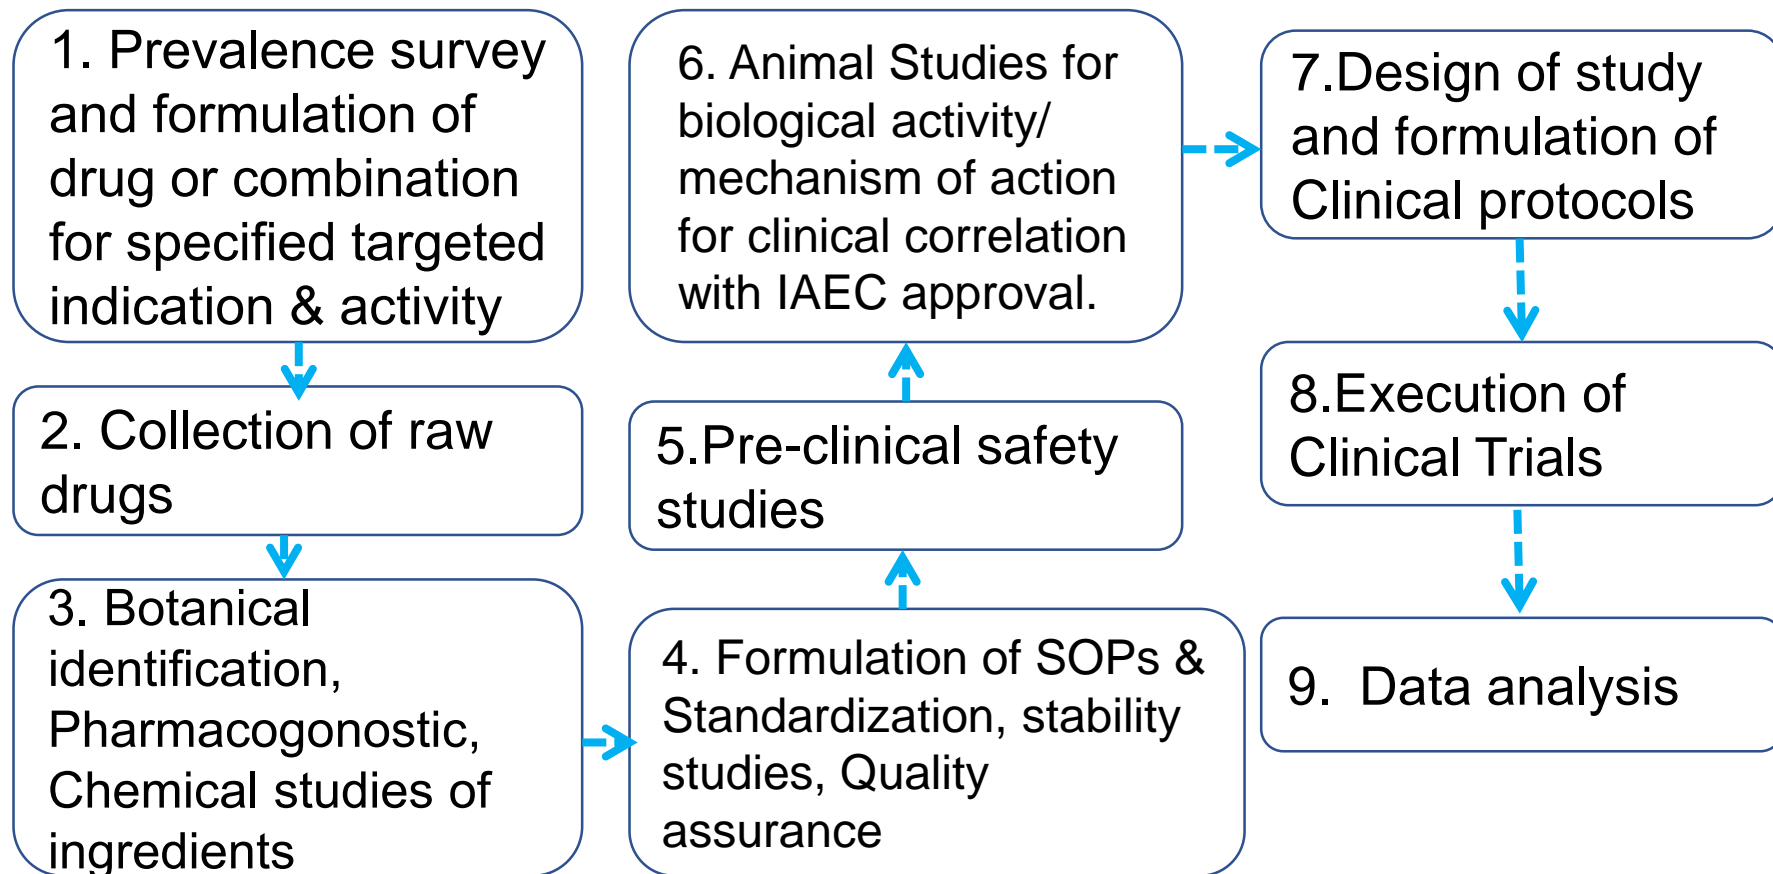 1. Prevalence survey
and formulation of
drug or combination
for specified targeted
indication & activity
2. Collection of raw
drugs
3. Botanical
identification,
Pharmacogonostic,
Chemical studies of
ingredients
4. Formulation of SOPs &
Standardization, stability
studies, Quality
assurance
5.Pre-clinical safety
studies
6. Animal Studies for
biological activity/
mechanism of action
for clinical correlation
with IAEC approval.
7.Design of study
and formulation of
Clinical protocols
8.Execution of
Clinical Trials
9. Data analysis